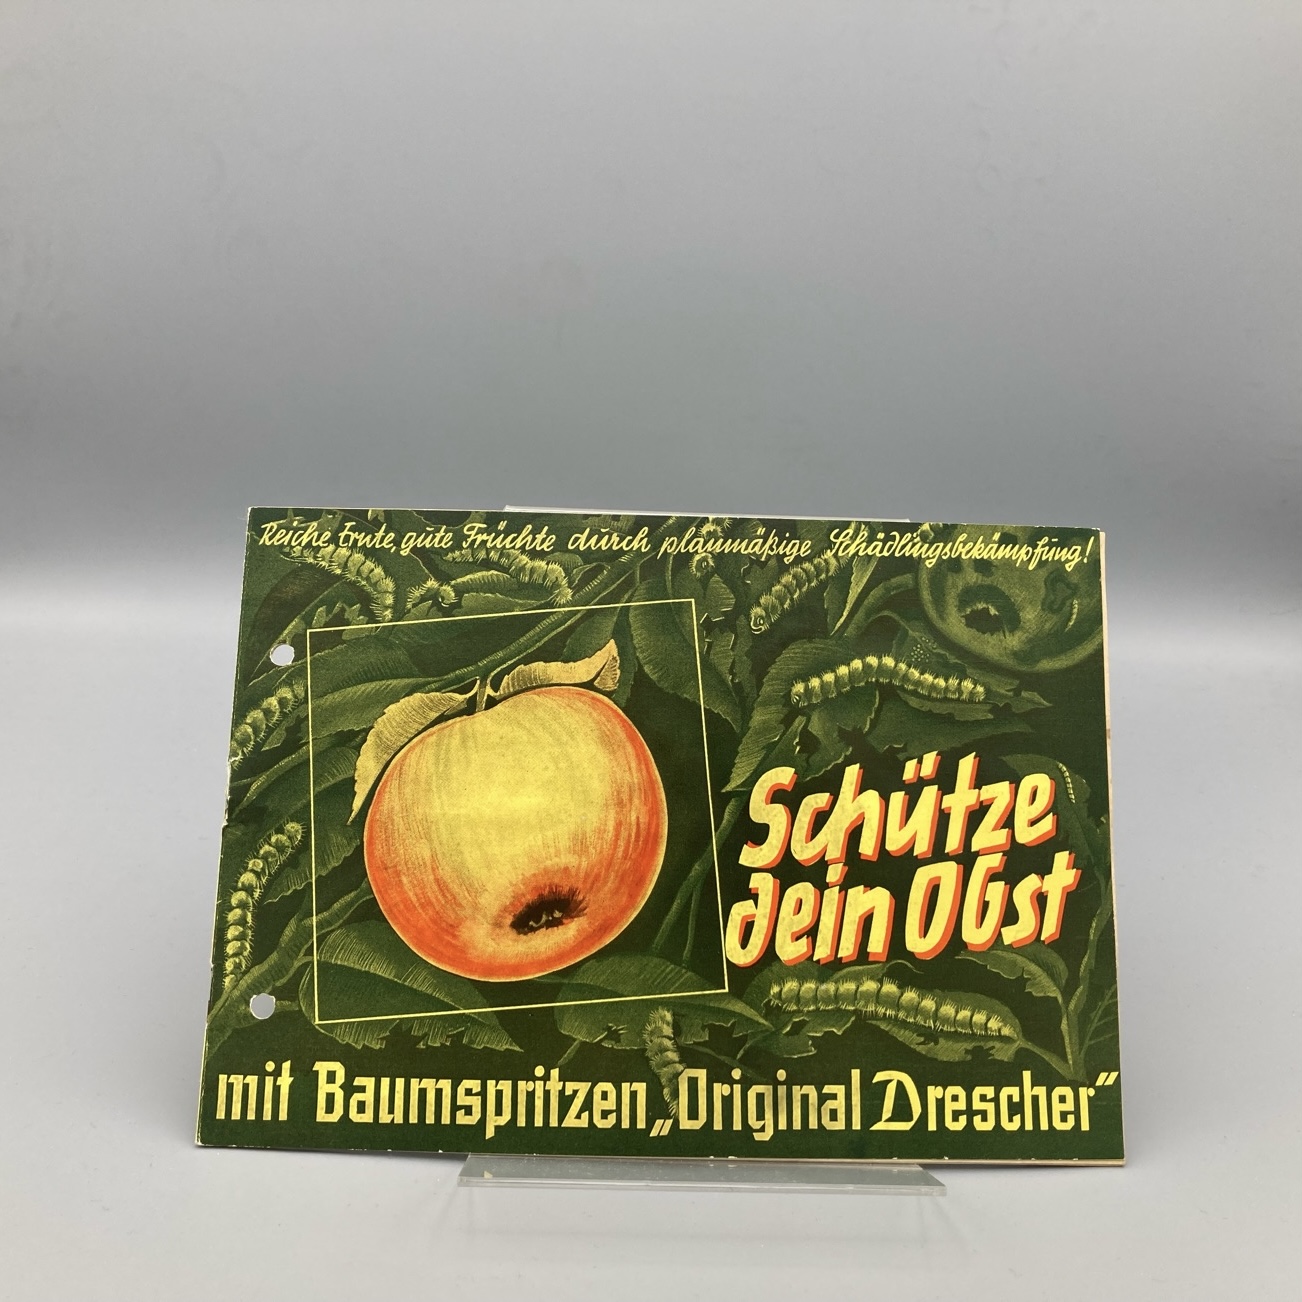 Reiche Ernte, gute Früchte durch planmäßige Schädlingsbekämpfung!
Schütze
dein Obst
mit Baumspritzen „Original Drescher“